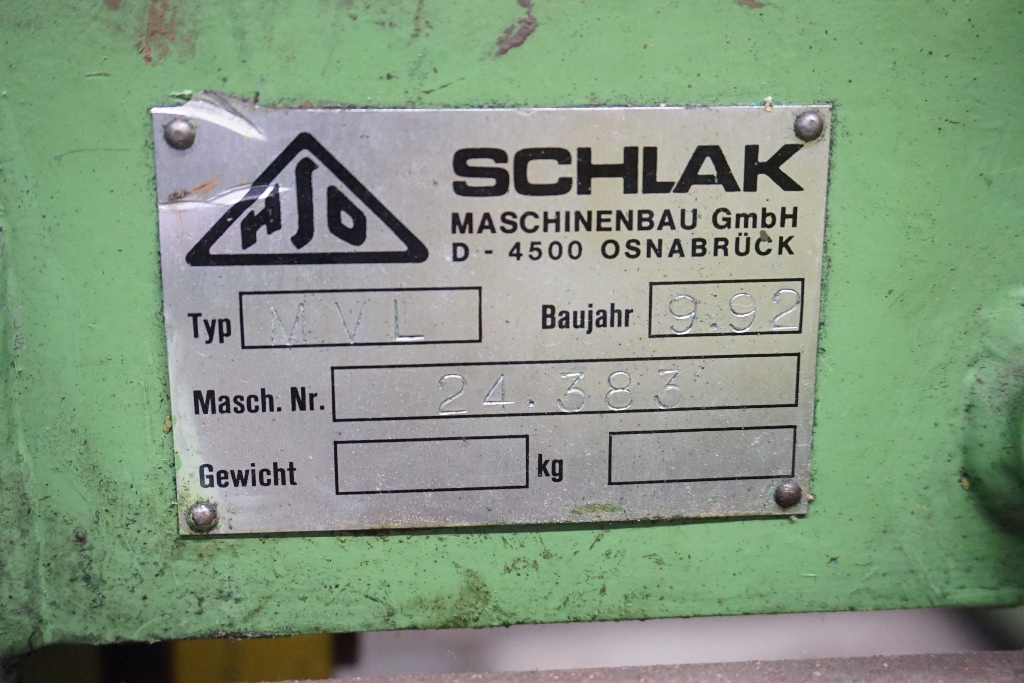 HSO
SCHLAK
MASCHINENBAU GmbH
D - 4500 OSNABRÜCK
Typ MVL Baujahr 9.92
Masch. Nr. 24.383
Gewicht kg